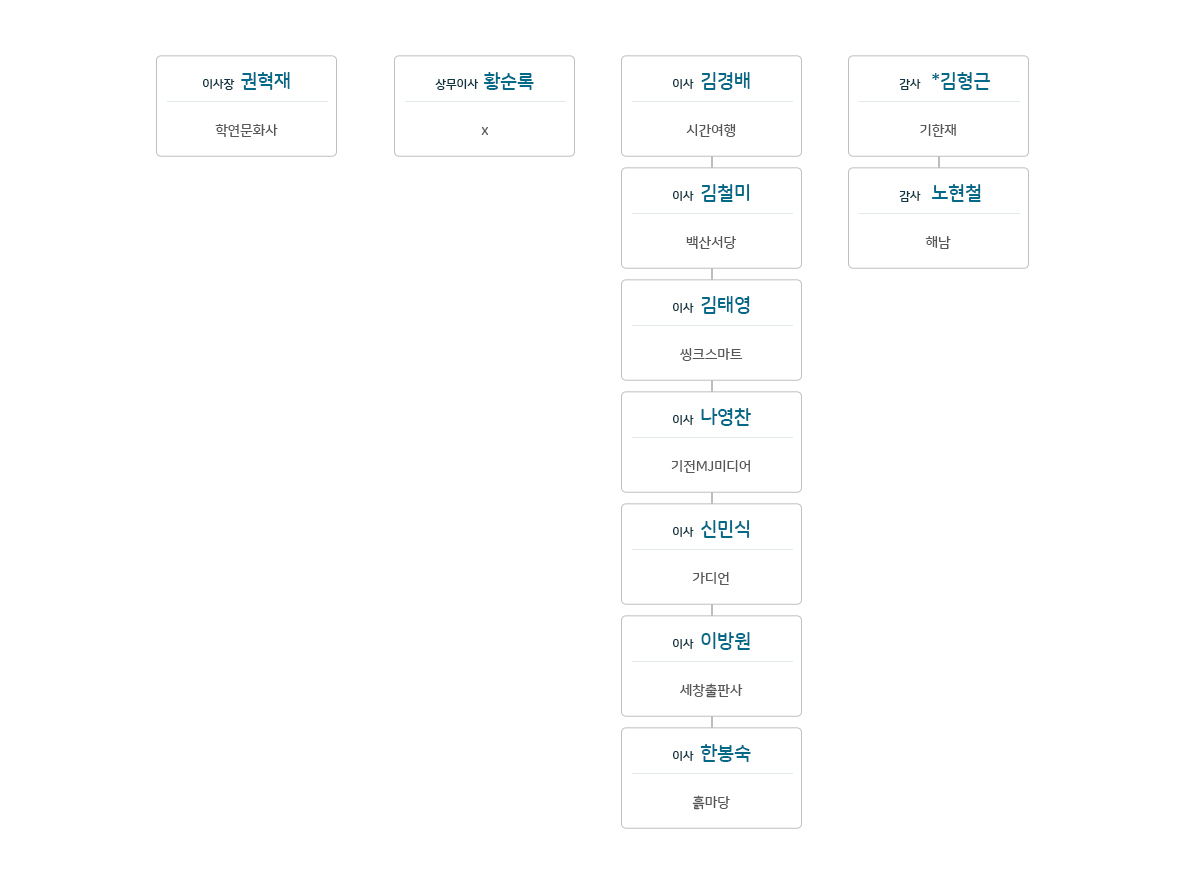 이사장 권혁재
학연문화사
상무이사 황순록
x
이사 김경배
시간여행
이사 김철미
백산서당
이사 김태영
씽크스마트
이사 나영찬
기전MJ미디어
이사 신민식
가디언
이사 이방원
세창출판사
이사 한봉숙
흙마당
감사 *김형근
기한재
감사 노현철
해남